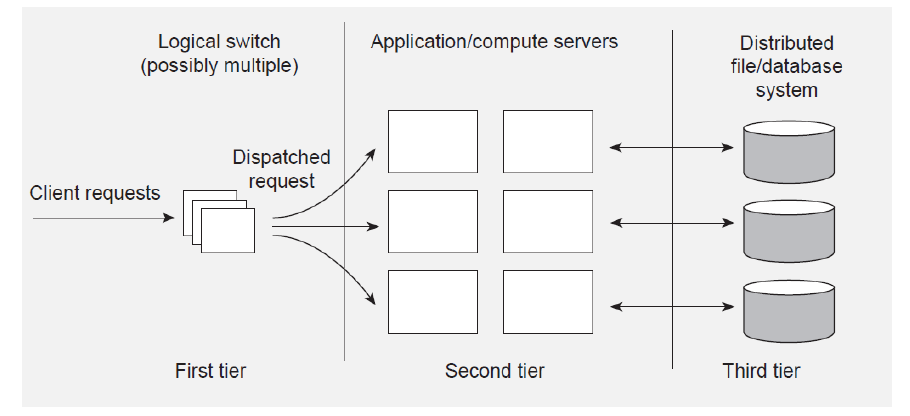 Logical switch
(possibly multiple)
Application/compute servers
Distributed
file/database
system
Dispatched
request
Client requests
First tier
Second tier
Third tier